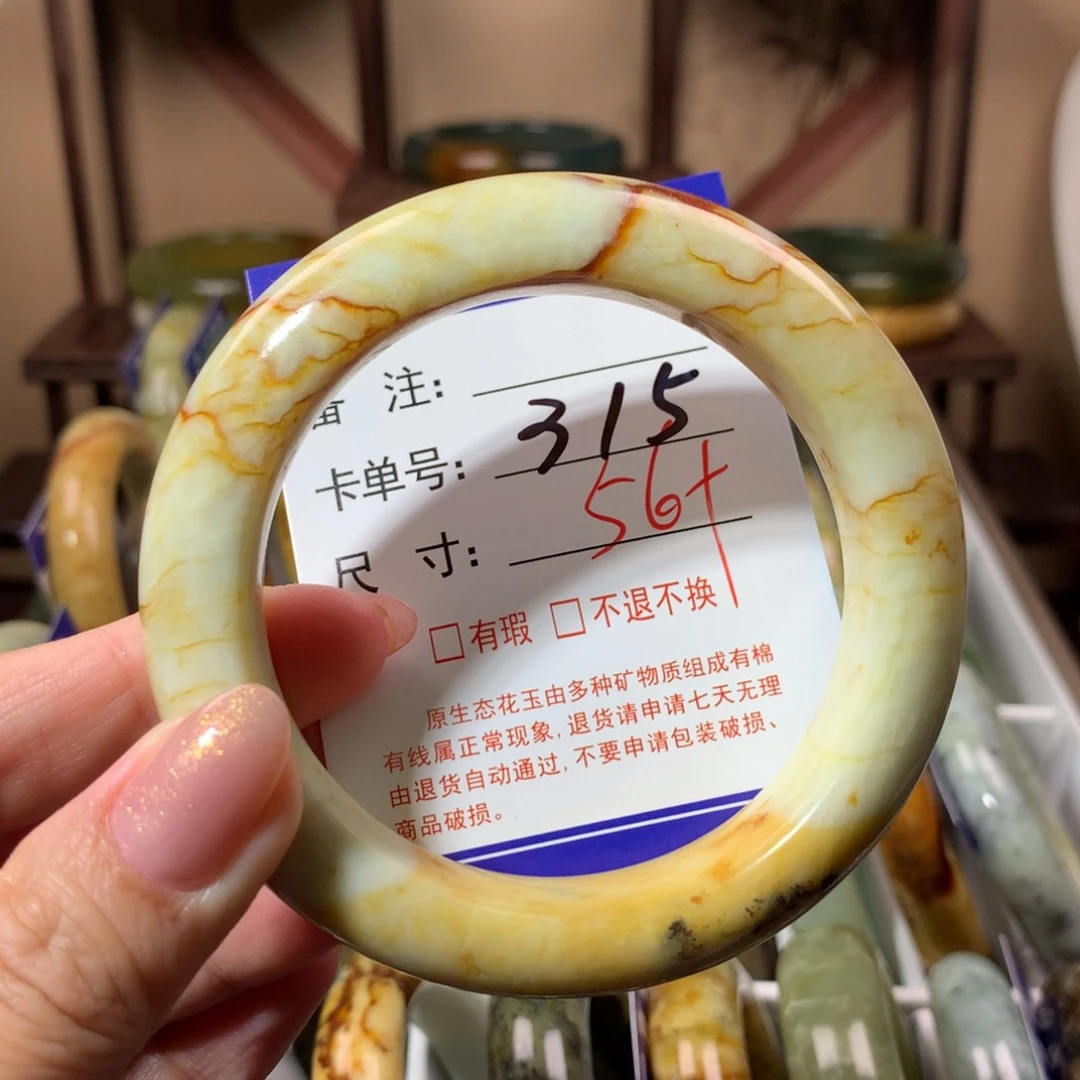 备 注:
卡单号: 315
尺 寸: 56+
□有瑕 □不退不换
原生态花玉由多种矿物质组成有棉
有线属正常现象,退货请申请七天无理
由退货自动通过,不要申请包装破损、
商品破损。